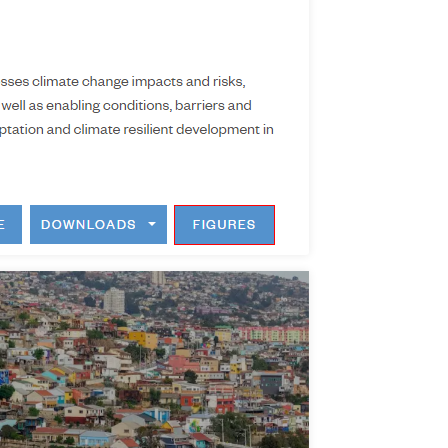 sses climate change impacts and risks,
well as enabling conditions, barriers and
ptation and climate resilient development in
E
DOWNLOADS
FIGURES